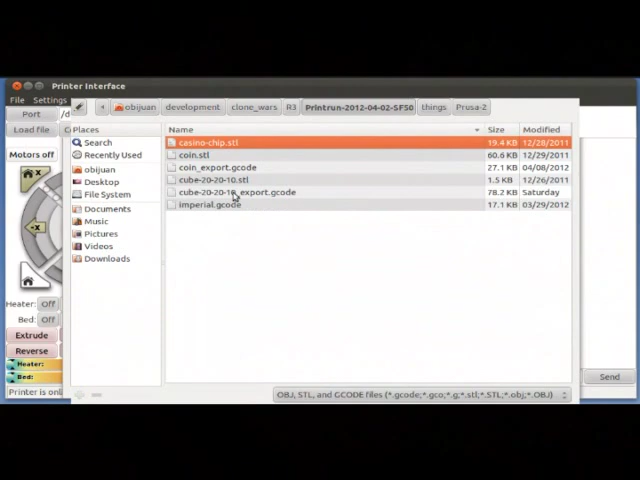 Printer Interface
File Settings
Port /d
obijuan development clone_wars R3 Printrun-2012-04-02-SF50 things Prusa-2
Load file C
Places Name Size Modified
Search casino-chip.stl 19.4 KB 12/28/2011
Recently Used coin.stl 60.6 KB 12/29/2011
Motors off
coin_export.gcode 27.1 KB 04/08/2012
obijuan
Desktop cube-20-20-10.stl 1.5 KB 12/26/2011
File System cube-20-20-10_export.gcode 78.2 KB Saturday
Documents imperial.gcode 17.1 KB 03/29/2012
Music
Pictures
Videos
Downloads
X
-X
Heater: Off
Bed: Off
Extrude
Reverse
Heater:
Bed:
Send
Printer is onli
OBJ, STL, and GCODE files (*.gcode;*.gco;*.g;*.stl;*.STL;*.obj;*.OBJ)